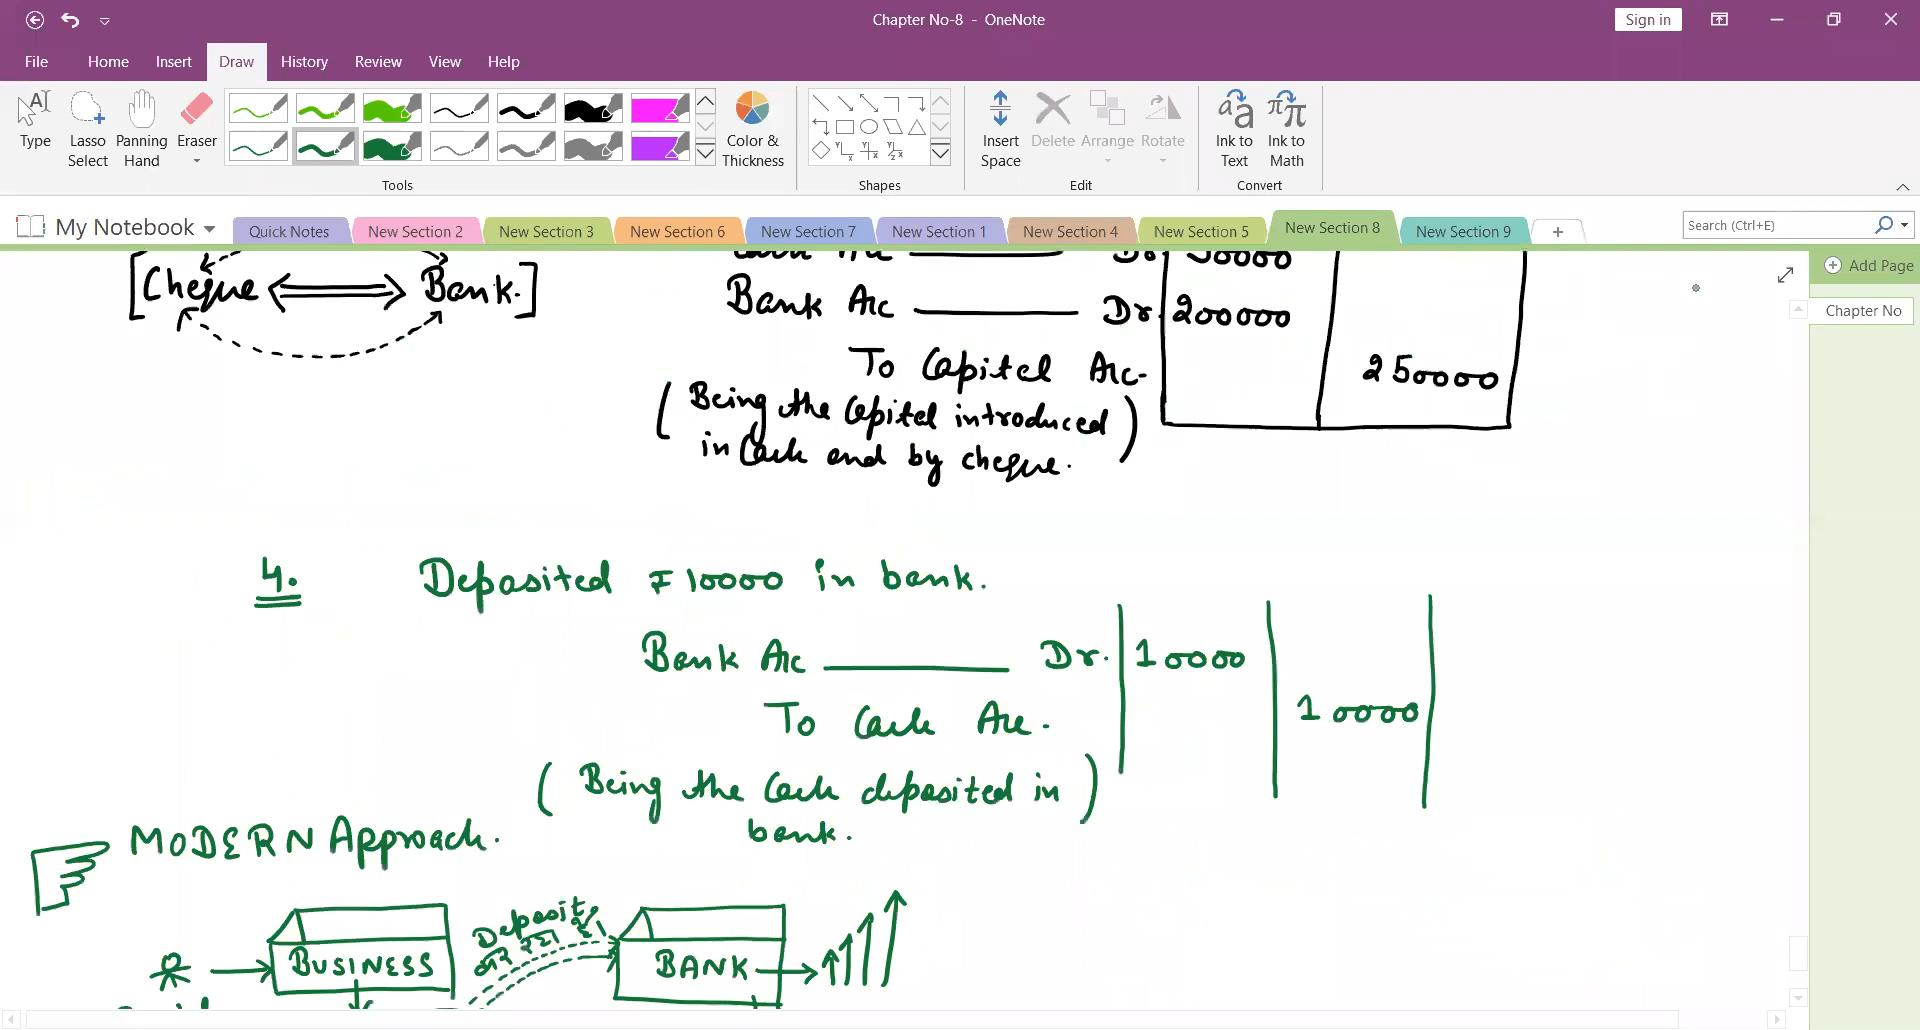 Chapter No-8 - OneNote
Sign in
File Home Insert Draw History Review View Help
Type
Lasso Select
Panning Hand
Eraser
Color & Thickness
Insert Space
Delete
Arrange
Rotate
Ink to Text
Ink to Math
Tools
Shapes
Edit
Convert
My Notebook
Quick Notes
New Section 2
New Section 3
New Section 6
New Section 7
New Section 1
New Section 4
New Section 5
New Section 8
New Section 9
Search (Ctrl+E)
Add Page
Chapter No
[Cheque Bank.]
Cash A/c Dr. 50000
Bank A/c Dr. 200000
To Capital A/c. 250000
(Being the Capital introduced
in Cash and by cheque.)
4. Deposited ₹10000 in bank.
Bank A/c Dr. 10000
To Cash A/c. 10000
(Being the Cash deposited in
bank.)
MODERN Approach.
Deposit
BUSINESS
BANK